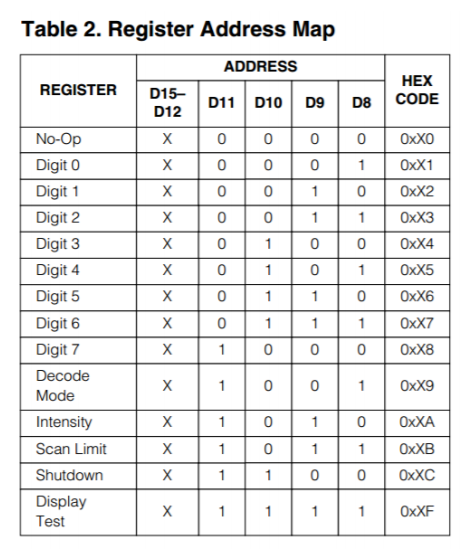 Table 2. Register Address Map
REGISTER ADDRESS HEX CODE
D15–D12 D11 D10 D9 D8
No-Op X 0 0 0 0 0xX0
Digit 0 X 0 0 0 1 0xX1
Digit 1 X 0 0 1 0 0xX2
Digit 2 X 0 0 1 1 0xX3
Digit 3 X 0 1 0 0 0xX4
Digit 4 X 0 1 0 1 0xX5
Digit 5 X 0 1 1 0 0xX6
Digit 6 X 0 1 1 1 0xX7
Digit 7 X 1 0 0 0 0xX8
Decode Mode X 1 0 0 1 0xX9
Intensity X 1 0 1 0 0xXA
Scan Limit X 1 0 1 1 0xXB
Shutdown X 1 1 0 0 0xXC
Display Test X 1 1 1 1 0xXF